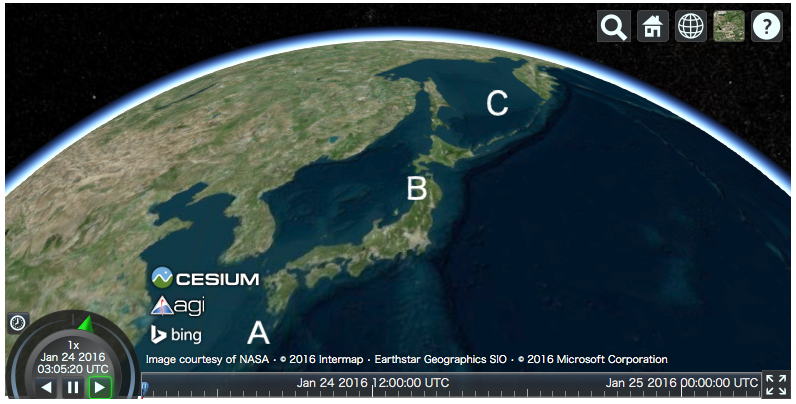 ?
C
B
CESIUM
agi
bing
A
Image courtesy of NASA · © 2016 Intermap · Earthstar Geographics SIO · © 2016 Microsoft Corporation
1x
Jan 24 2016
03:05:20 UTC
Jan 24 2016 12:00:00 UTC
Jan 25 2016 00:00:00 UTC